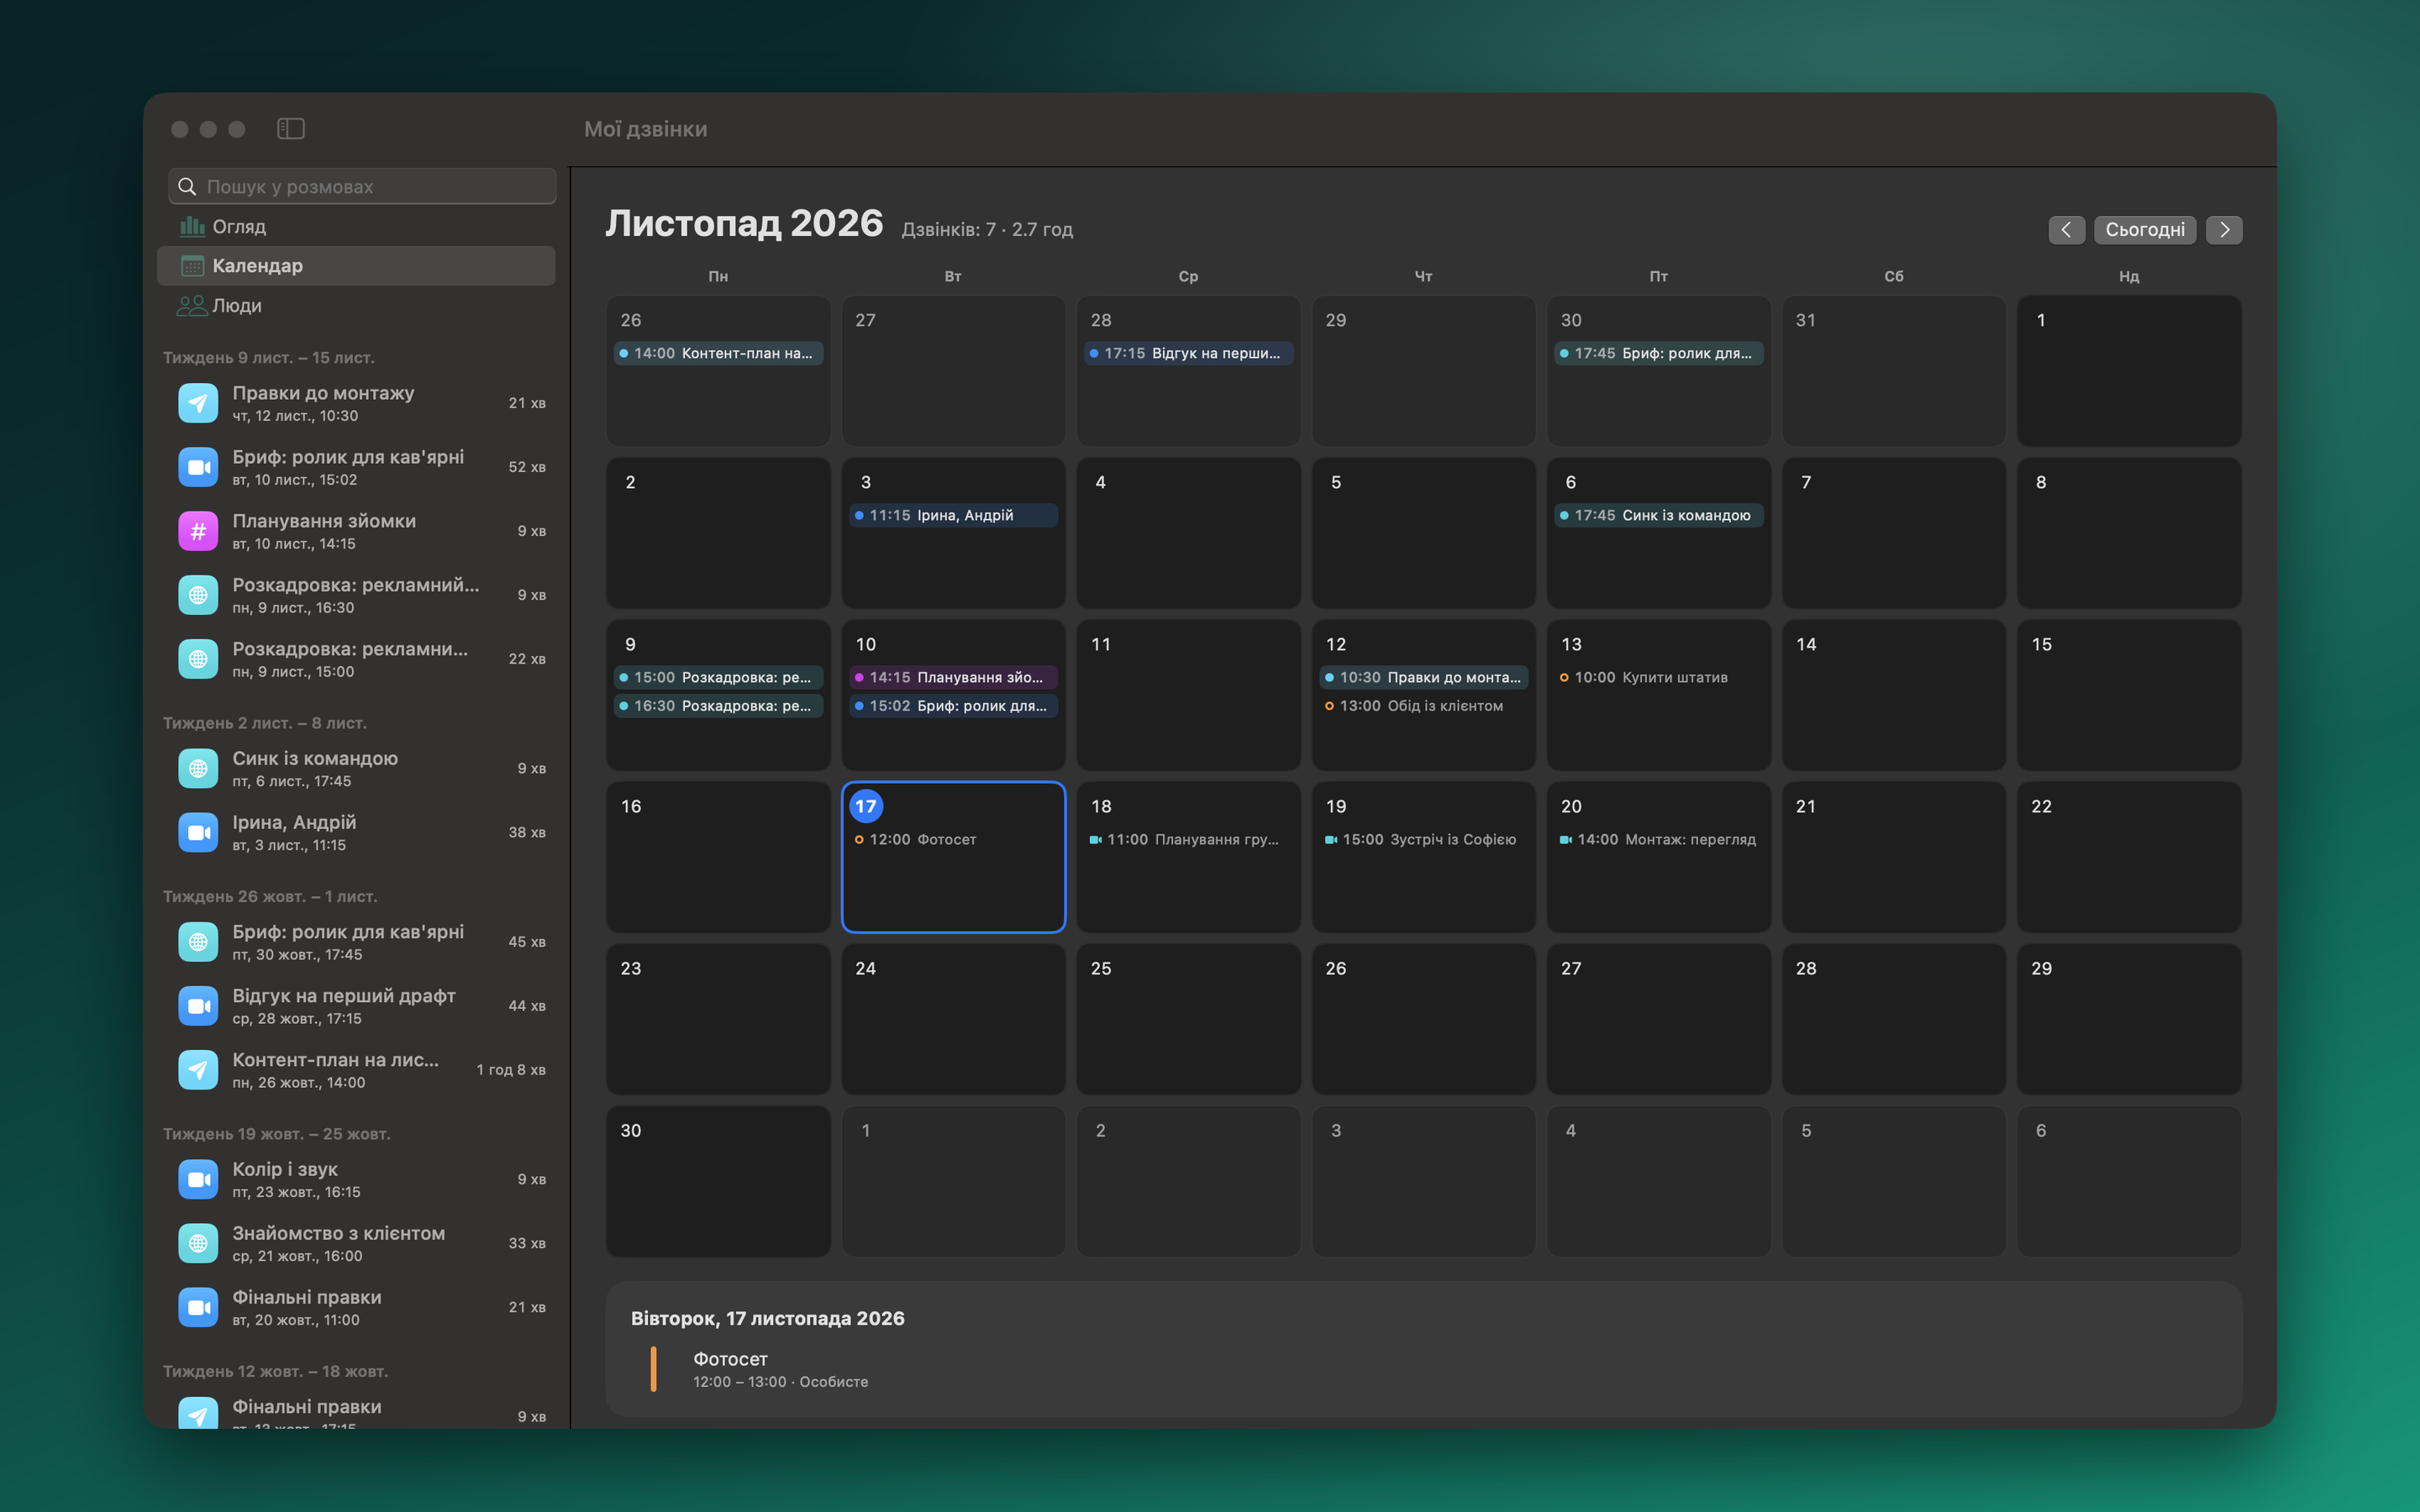 Мої дзвінки
Пошук у розмовах
Огляд
Календар
Люди
Тиждень 9 лист. – 15 лист.
Правки до монтажу
чт, 12 лист., 10:30
21 хв
Бриф: ролик для кав'ярні
вт, 10 лист., 15:02
52 хв
#
Планування зйомки
вт, 10 лист., 14:15
9 хв
Розкадровка: рекламний...
пн, 9 лист., 16:30
9 хв
Розкадровка: рекламни...
пн, 9 лист., 15:00
22 хв
Тиждень 2 лист. – 8 лист.
Синк із командою
пт, 6 лист., 17:45
9 хв
Ірина, Андрій
вт, 3 лист., 11:15
38 хв
Тиждень 26 жовт. – 1 лист.
Бриф: ролик для кав'ярні
пт, 30 жовт., 17:45
45 хв
Відгук на перший драфт
ср, 28 жовт., 17:15
44 хв
Контент-план на лис...
пн, 26 жовт., 14:00
1 год 8 хв
Тиждень 19 жовт. – 25 жовт.
Колір і звук
пт, 23 жовт., 16:15
9 хв
Знайомство з клієнтом
ср, 21 жовт., 16:00
33 хв
Фінальні правки
вт, 20 жовт., 11:00
21 хв
Тиждень 12 жовт. – 18 жовт.
Фінальні правки
вт, 13 жовт., 17:15
9 хв
Листопад 2026 Дзвінків: 7 · 2.7 год
Сьогодні
Пн Вт Ср Чт Пт Сб Нд
26 27 28 29 30 31 1
14:00 Контент-план на...
17:15 Відгук на перши...
17:45 Бриф: ролик для...
2 3 4 5 6 7 8
11:15 Ірина, Андрій
17:45 Синк із командою
9 10 11 12 13 14 15
15:00 Розкадровка: ре...
14:15 Планування зйо...
10:30 Правки до монта...
10:00 Купити штатив
16:30 Розкадровка: ре...
15:02 Бриф: ролик для...
13:00 Обід із клієнтом
16 17 18 19 20 21 22
12:00 Фотосет
11:00 Планування гру...
15:00 Зустріч із Софією
14:00 Монтаж: перегляд
23 24 25 26 27 28 29
30 1 2 3 4 5 6
Вівторок, 17 листопада 2026
Фотосет
12:00 – 13:00 · Особисте